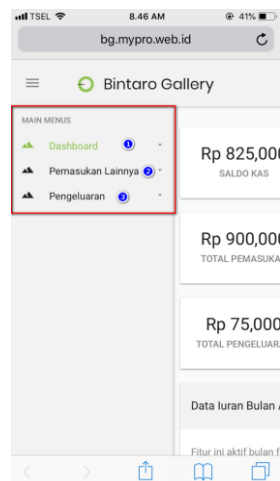 TSEL 8.46 AM 41%
bg.mypro.web.id
Bintaro Gallery
MAIN MENUS
Dashboard 1
Pemasukan Lainnya 2
Pengeluaran 3
Rp 825,000
SALDO KAS
Rp 900,000
TOTAL PEMASUKA
Rp 75,000
TOTAL PENGELUAR
Data Iuran Bulan
Fitur ini aktif bulan f